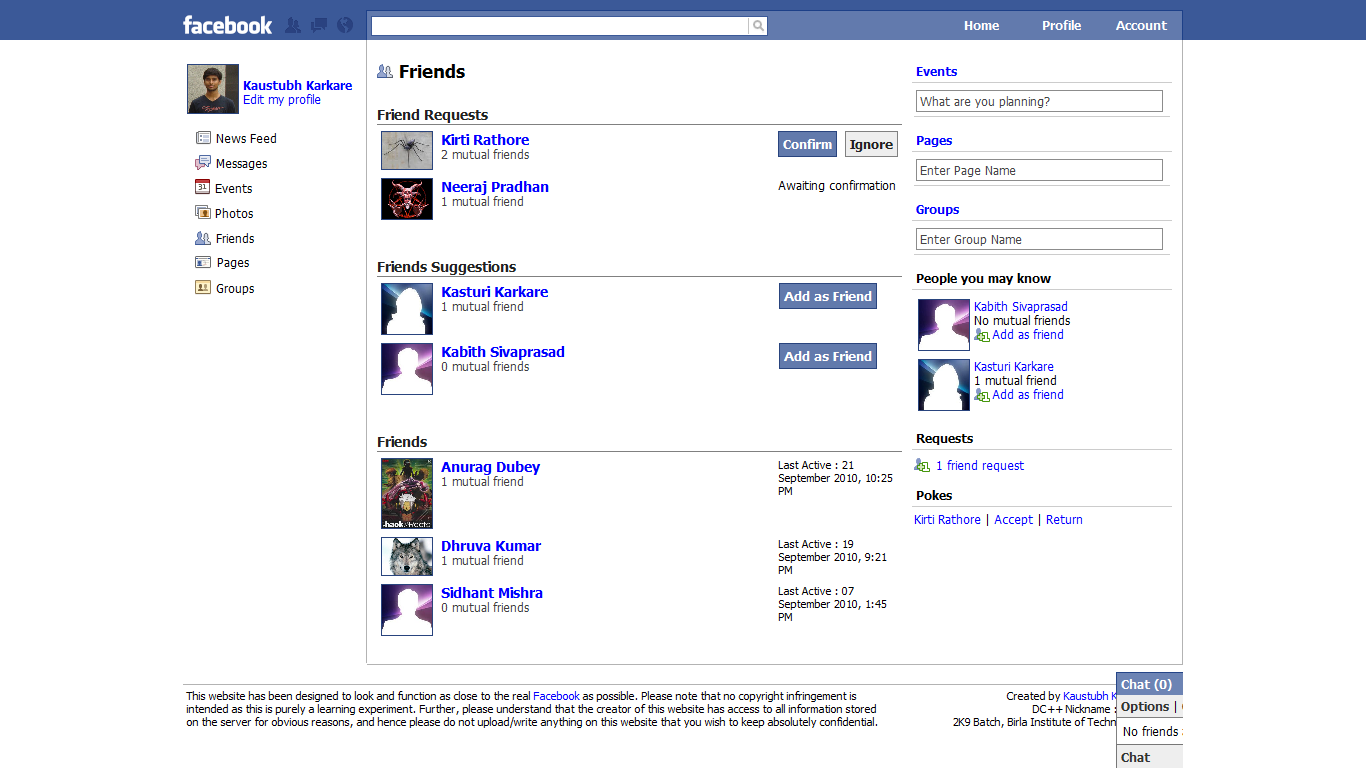 facebook
Home
Profile
Account
Kaustubh Karkare
Edit my profile
News Feed
Messages
31
Events
Photos
Friends
Pages
Groups
Friends
Friend Requests
Kirti Rathore
2 mutual friends
Confirm
Ignore
Neeraj Pradhan
1 mutual friend
Awaiting confirmation
Friends Suggestions
Kasturi Karkare
1 mutual friend
Add as Friend
Kabith Sivaprasad
0 mutual friends
Add as Friend
Friends
Anurag Dubey
1 mutual friend
Last Active : 21
September 2010, 10:25
PM
Dhruva Kumar
1 mutual friend
Last Active : 19
September 2010, 9:21
PM
Sidhant Mishra
0 mutual friends
Last Active : 07
September 2010, 1:45
PM
Events
What are you planning?
Pages
Enter Page Name
Groups
Enter Group Name
People you may know
Kabith Sivaprasad
No mutual friends
Add as friend
Kasturi Karkare
1 mutual friend
Add as friend
Requests
1 friend request
Pokes
Kirti Rathore | Accept | Return
This website has been designed to look and function as close to the real Facebook as possible. Please note that no copyright infringement is
intended as this is purely a learning experiment. Further, please understand that the creator of this website has access to all information stored
on the server for obvious reasons, and hence please do not upload/write anything on this website that you wish to keep absolutely confidential.
Created by Kaustubh K
DC++ Nickname :
2K9 Batch, Birla Institute of Techn
Chat (0)
Options |
No friends
Chat